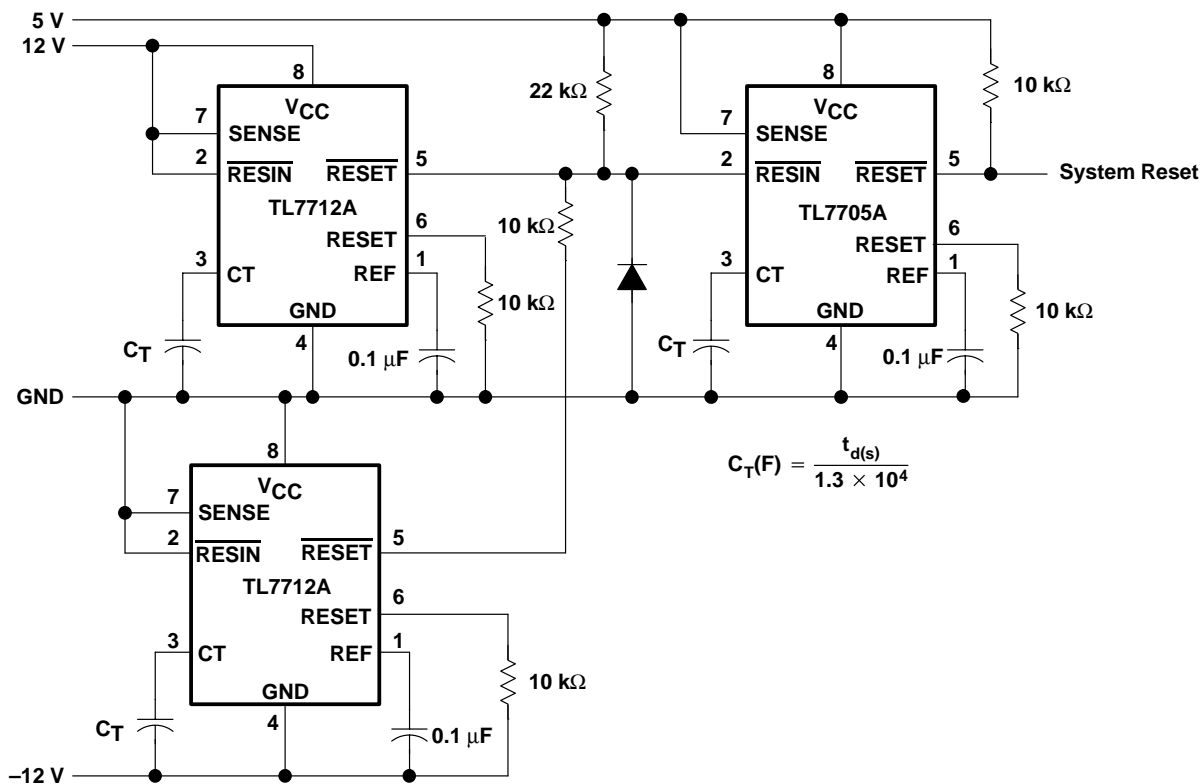 5 V
12 V
8
VCC
7
SENSE
2
RESIN
RESET
5
TL7712A
6
RESET
3
CT
REF
1
GND
4
CT
0.1 μF
10 kΩ
22 kΩ
10 kΩ
8
VCC
7
SENSE
2
RESIN
RESET
5
10 kΩ
System Reset
TL7705A
6
RESET
3
CT
REF
1
GND
4
CT
0.1 μF
10 kΩ
GND
8
VCC
7
SENSE
2
RESIN
RESET
5
TL7712A
6
RESET
3
CT
REF
1
GND
4
CT
0.1 μF
10 kΩ
–12 V
CT(F) = td(s) / 1.3 × 10⁴